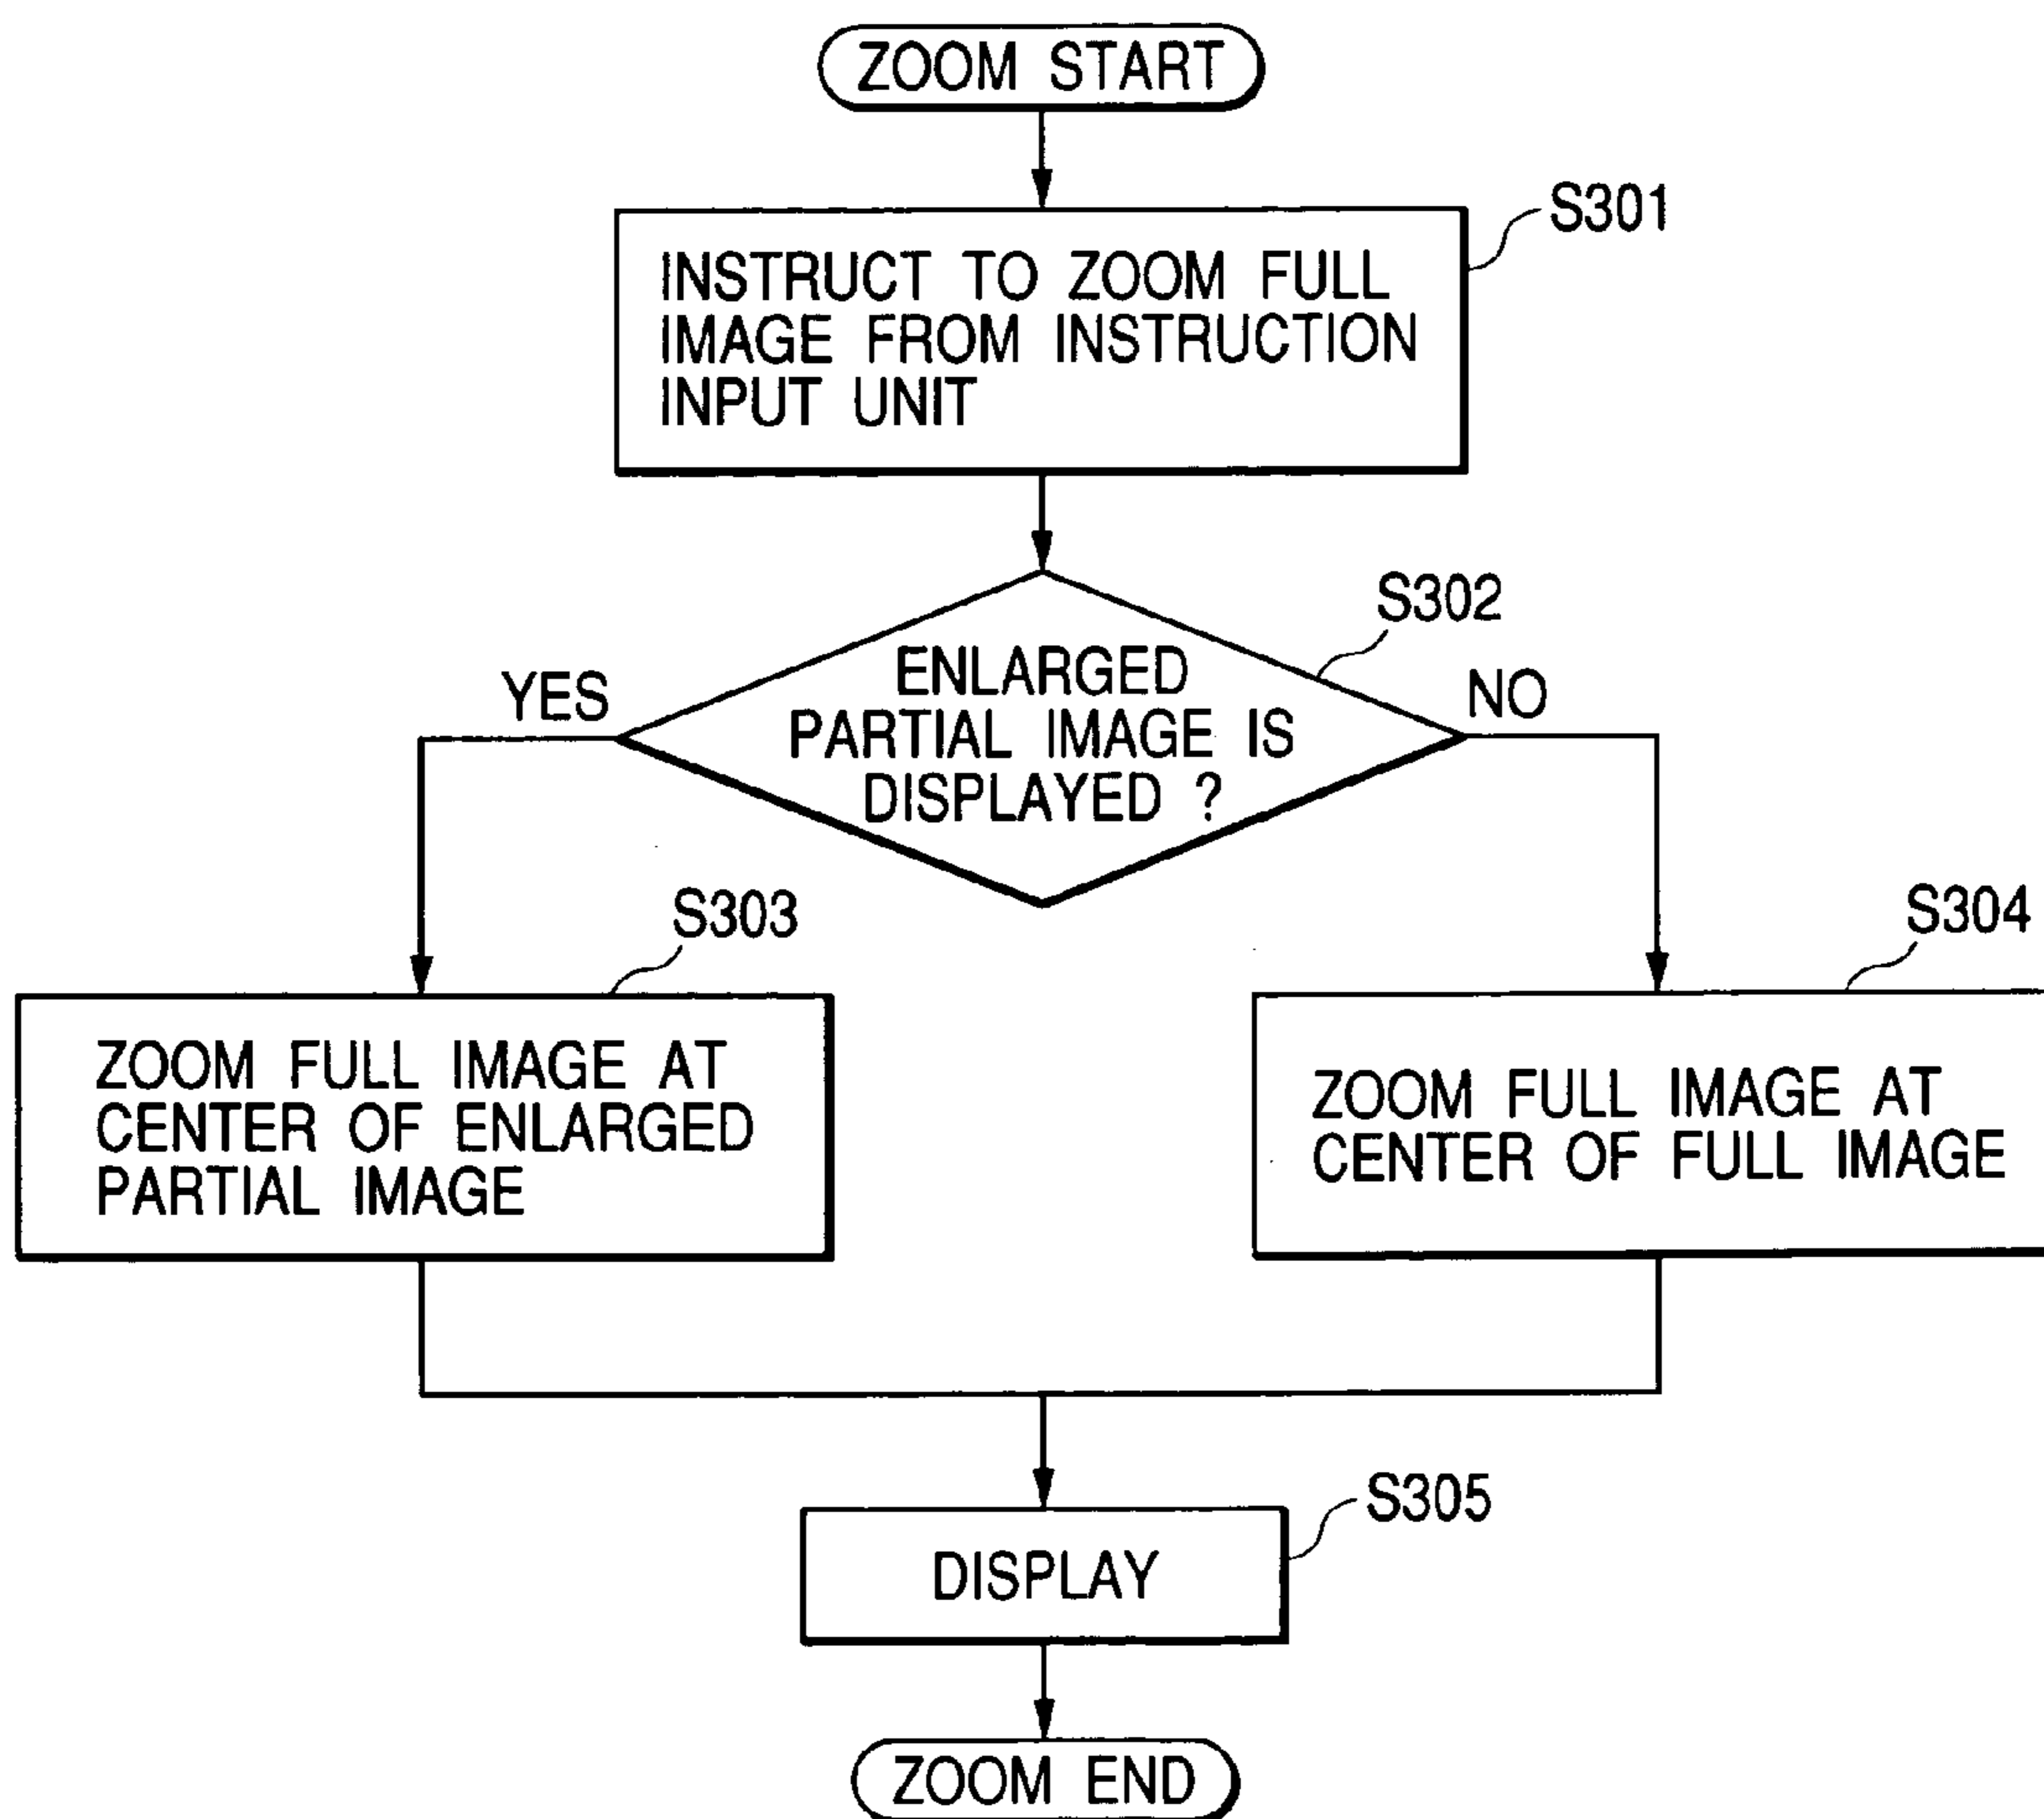 ZOOM START
S301
INSTRUCT TO ZOOM FULL
IMAGE FROM INSTRUCTION
INPUT UNIT
S302
YES
NO
ENLARGED
PARTIAL IMAGE IS
DISPLAYED ?
S303
S304
ZOOM FULL IMAGE AT
CENTER OF ENLARGED
PARTIAL IMAGE
ZOOM FULL IMAGE AT
CENTER OF FULL IMAGE
S305
DISPLAY
ZOOM END